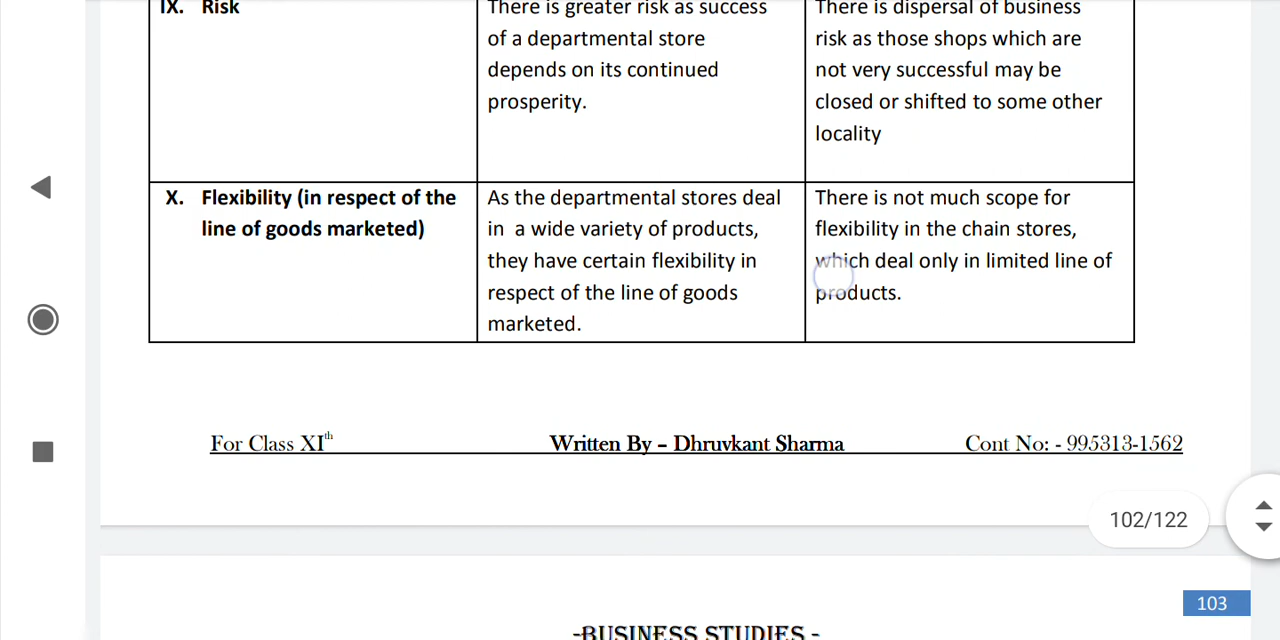 IX. Risk
There is greater risk as success
of a departmental store
depends on its continued
prosperity.
There is dispersal of business
risk as those shops which are
not very successful may be
closed or shifted to some other
locality
X. Flexibility (in respect of the
line of goods marketed)
As the departmental stores deal
in a wide variety of products,
they have certain flexibility in
respect of the line of goods
marketed.
There is not much scope for
flexibility in the chain stores,
which deal only in limited line of
products.
For Class XIth Written By – Dhruvkant Sharma Cont No: - 995313-1562
102/122
103
-BUSINESS STUDIES -